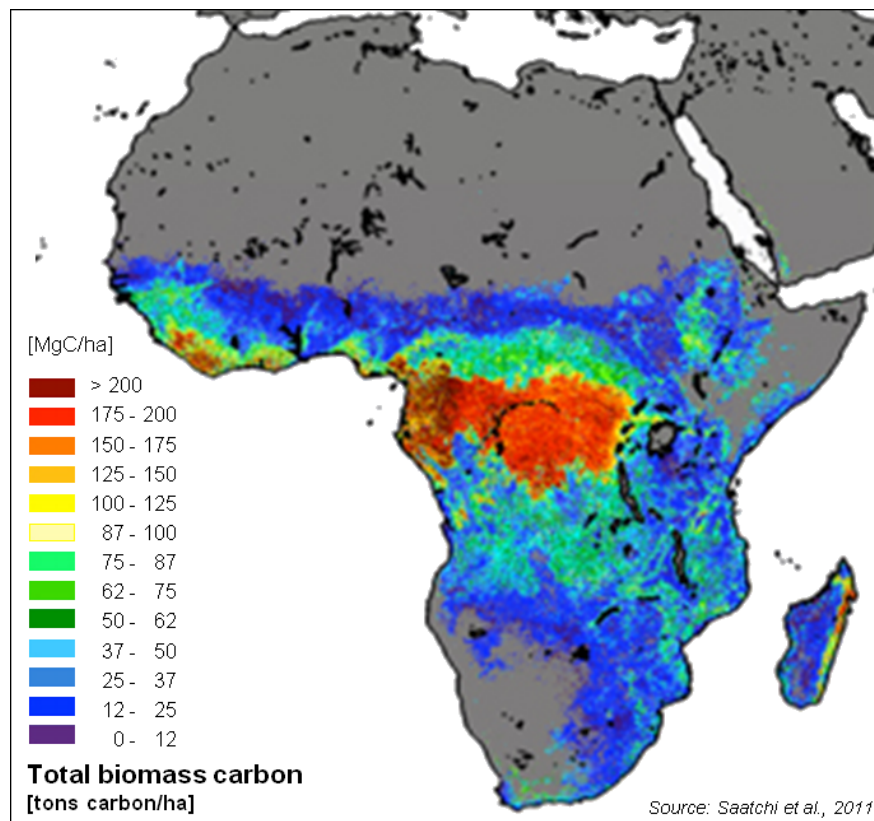 [MgC/ha]
> 200
175 - 200
150 - 175
125 - 150
100 - 125
87 - 100
75 - 87
62 - 75
50 - 62
37 - 50
25 - 37
12 - 25
0 - 12
Total biomass carbon
[tons carbon/ha]
Source: Saatchi et al., 2011